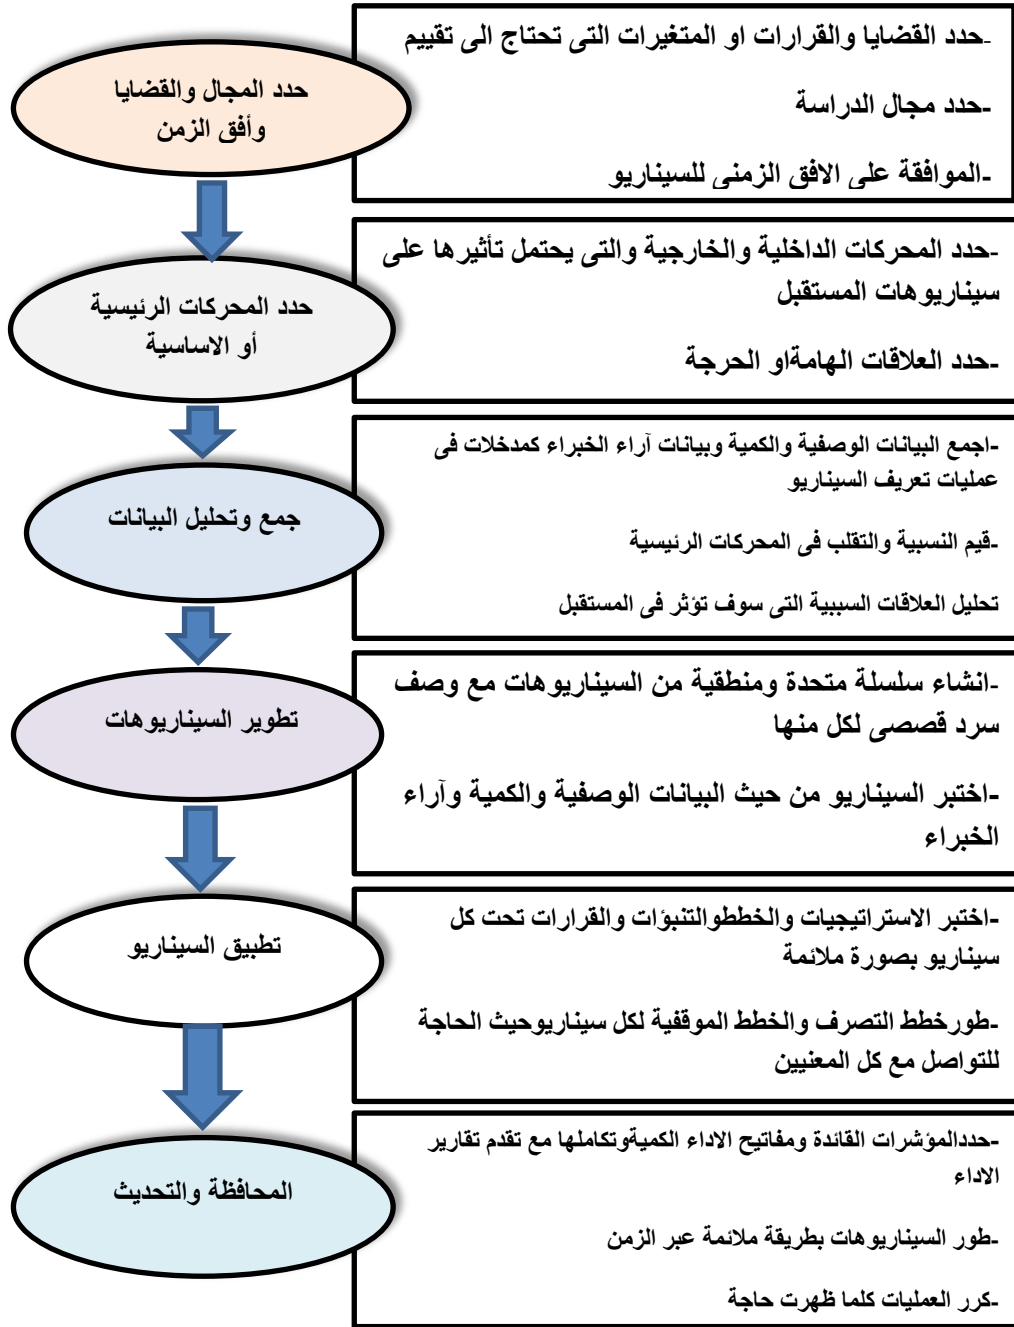 حدد المجال والقضايا
وأفق الزمن
-حدد القضايا والقرارات او المتغيرات التى تحتاج الى تقييم
-حدد مجال الدراسة
-الموافقة على الافق الزمنى للسيناريو
حدد المحركات الرئيسية
أو الاساسية
-حدد المحركات الداخلية والخارجية والتى يحتمل تأثيرها على
سيناريوهات المستقبل
-حدد العلاقات الهامةاو الحرجة
جمع وتحليل البيانات
-اجمع البيانات الوصفية والكمية وبيانات آراء الخبراء كمدخلات فى
عمليات تعريف السيناريو
-قيم النسبية والتقلب فى المحركات الرئيسية
تحليل العلاقات السببية التى سوف تؤثر فى المستقبل
تطوير السيناريوهات
-انشاء سلسلة متحدة ومنطقية من السيناريوهات مع وصف
سرد قصصى لكل منها
-اختبر السيناريو من حيث البيانات الوصفية والكمية وآراء
الخبراء
تطبيق السيناريو
-اختبر الاستراتيجيات والخططوالتنبؤات والقرارات تحت كل
سيناريو بصورة ملائمة
-طورخطط التصرف والخطط الموقفية لكل سيناريوحيث الحاجة
للتواصل مع كل المعنيين
المحافظة والتحديث
-حددالمؤشرات القائدة ومفاتيح الاداء الكميةوتكاملها مع تقدم تقارير
الاداء
-طور السيناريوهات بطريقة ملائمة عبر الزمن
-كرر العمليات كلما ظهرت حاجة